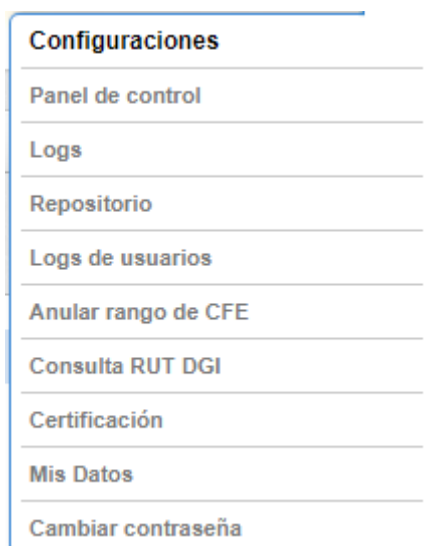 Configuraciones
Panel de control
Logs
Repositorio
Logs de usuarios
Anular rango de CFE
Consulta RUT DGI
Certificación
Mis Datos
Cambiar contraseña